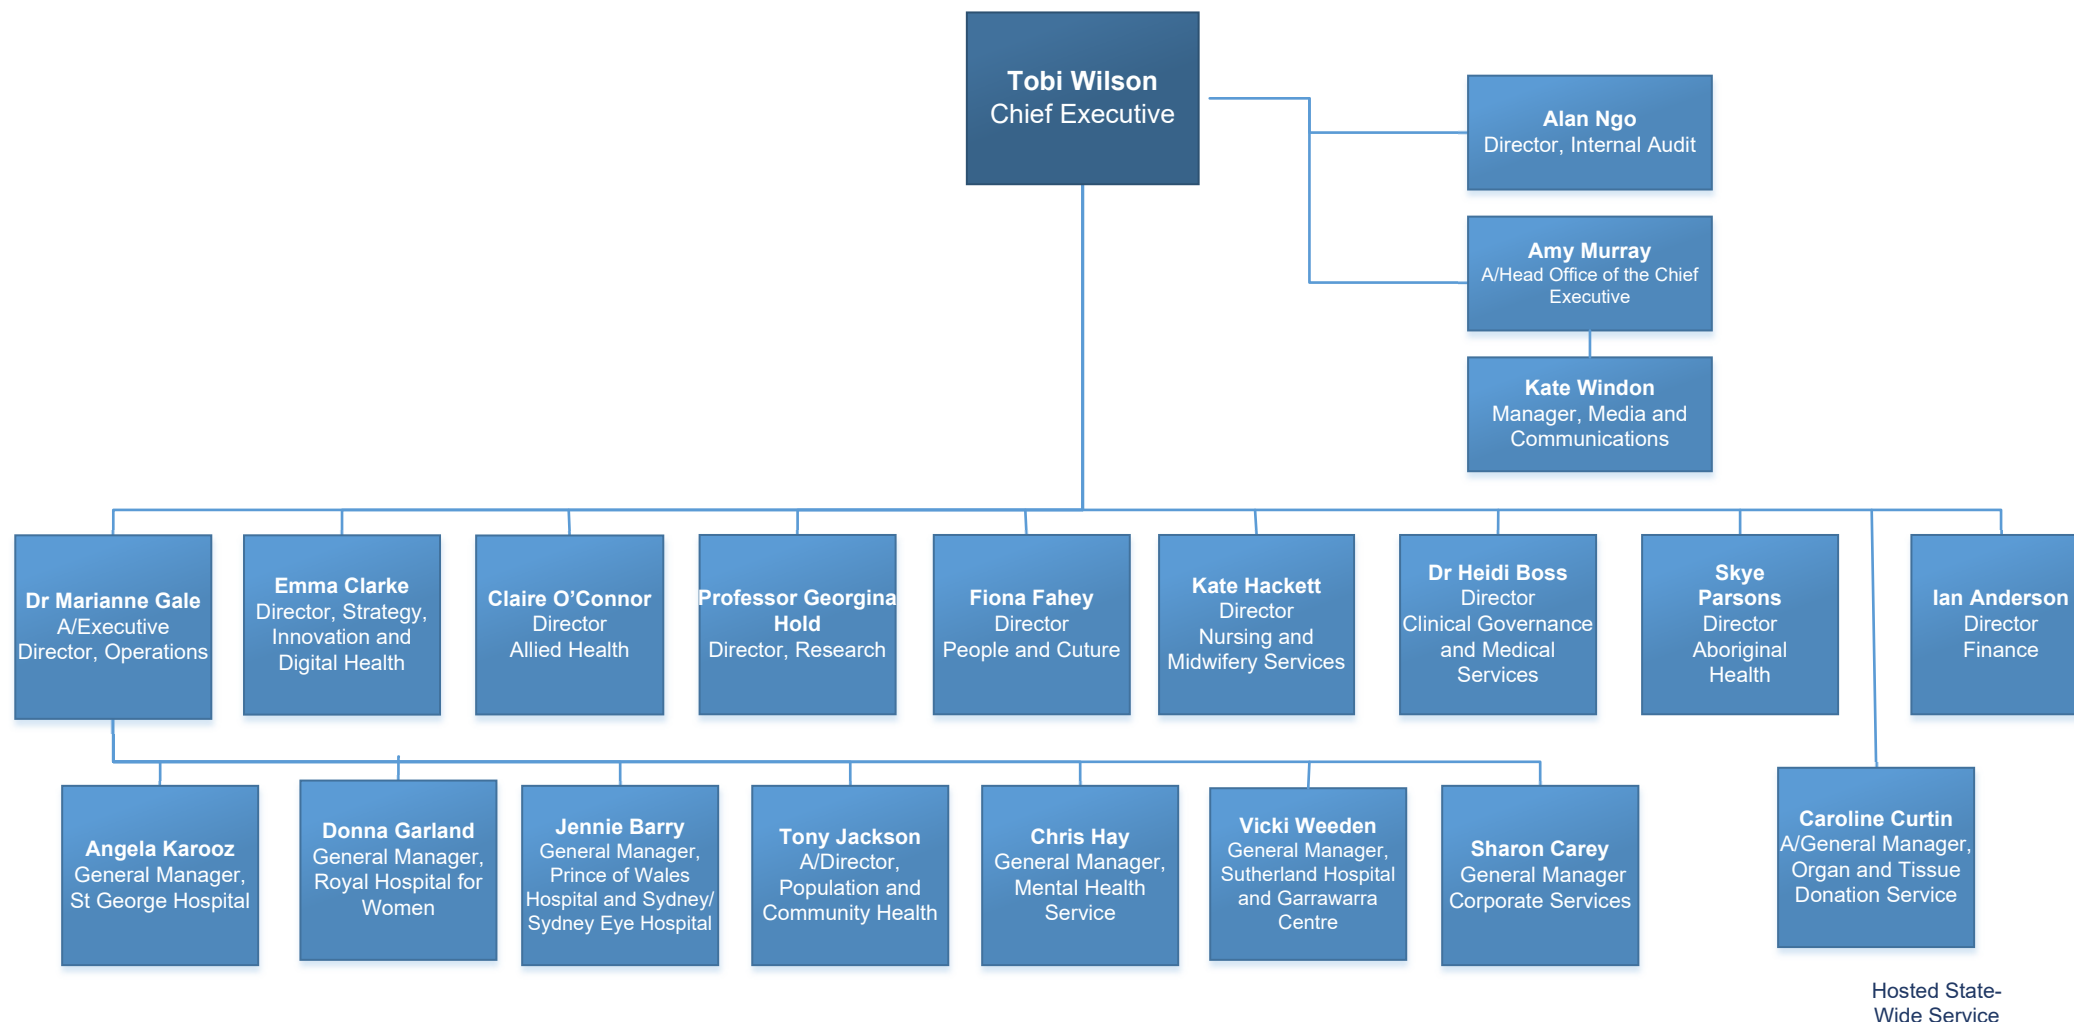 Tobi Wilson
Chief Executive
Alan Ngo
Director, Internal Audit
Amy Murray
A/Head Office of the Chief
Executive
Kate Windon
Manager, Media and
Communications
Dr Marianne Gale
A/Executive
Director, Operations
Emma Clarke
Director, Strategy,
Innovation and
Digital Health
Claire O’Connor
Director
Allied Health
Professor Georgina
Hold
Director, Research
Fiona Fahey
Director
People and Cuture
Kate Hackett
Director
Nursing and
Midwifery Services
Dr Heidi Boss
Director
Clinical Governance
and Medical
Services
Skye
Parsons
Director
Aboriginal
Health
Ian Anderson
Director
Finance
Angela Karooz
General Manager,
St George Hospital
Donna Garland
General Manager,
Royal Hospital for
Women
Jennie Barry
General Manager,
Prince of Wales
Hospital and Sydney/
Sydney Eye Hospital
Tony Jackson
A/Director,
Population and
Community Health
Chris Hay
General Manager,
Mental Health
Service
Vicki Weeden
General Manager,
Sutherland Hospital
and Garrawarra
Centre
Sharon Carey
General Manager
Corporate Services
Caroline Curtin
A/General Manager,
Organ and Tissue
Donation Service
Hosted State-
Wide Service